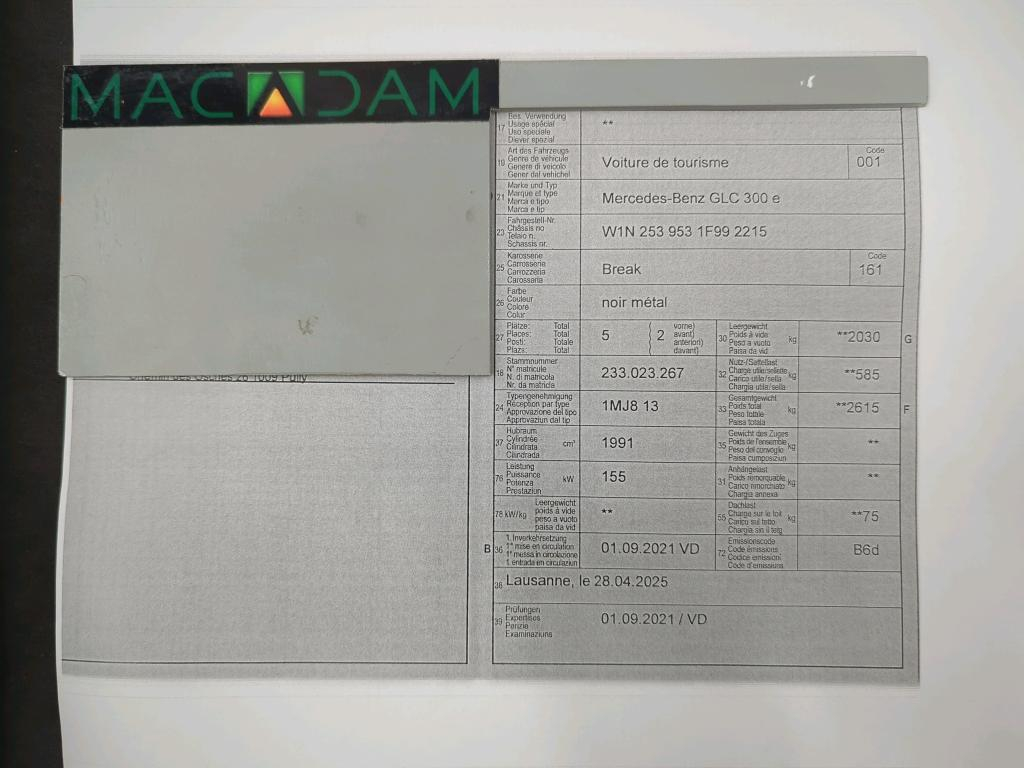 MACADAM
17 Bes. Verwendung
Usage spécial
Uso speciale
Diever spezial
**
19 Art des Fahrzeugs
Genre de véhicule
Genere di veicolo
Gener dal vehichel
Voiture de tourisme
Code
001
21 Marke und Typ
Marque et type
Marca e tipo
Marca e tip
Mercedes-Benz GLC 300 e
23 Fahrgestell-Nr.
Châssis no
Telaio n.
Schassis nr.
W1N 253 953 1F99 2215
25 Karosserie
Carrosserie
Carrozzeria
Carossaria
Break
Code
161
26 Farbe
Couleur
Colore
Colur
noir métal
27 Plätze: Total
Places: Total
Posti: Totale
Plazs: Total
5
2
vorne)
avant)
anteriori)
davant)
30 Leergewicht
Poids à vide
Peso a vuoto
Paisa da vid
kg
**2030
G
Chemin des Osches 28 1009 Pully
18 Stammnummer
N° matricule
N. di matricola
Nr. da matricla
233.023.267
32 Nutz-/Sattellast
Charge utile/sellette
Carico utile/sella
Chargia utila/sella
kg
**585
24 Typengenehmigung
Réception par type
Approvazione del tipo
Approvaziun dal tip
1MJ8 13
33 Gesamtgewicht
Poids total
Peso totale
Paisa totala
kg
**2615
F
37 Hubraum
Cylindrée
Cilindrata
Cilindrada
cm³
1991
35 Gewicht des Zuges
Poids de l'ensemble
Peso del convoglio
Paisa cumposiziun
kg
**
76 Leistung
Puissance
Potenza
Prestaziun
kW
155
31 Anhängelast
Poids remorquable
Carico rimorchiato
Chargia annexa
kg
**
78 kW/kg
Leergewicht
poids à vide
peso a vuoto
paisa da vid
**
55 Dachlast
Charge sur le toit
Carico sul tetto
Chargia sin il tetg
kg
**75
B 36 1. Inverkehrsetzung
1re mise en circulation
1a messa in circolazione
1. entrada en circulaziun
01.09.2021 VD
72 Emissionscode
Code émissions
Codice emissioni
Code d'emissiuns
B6d
38 Lausanne, le 28.04.2025
39 Prüfungen
Expertises
Perizie
Examinaziuns
01.09.2021 / VD